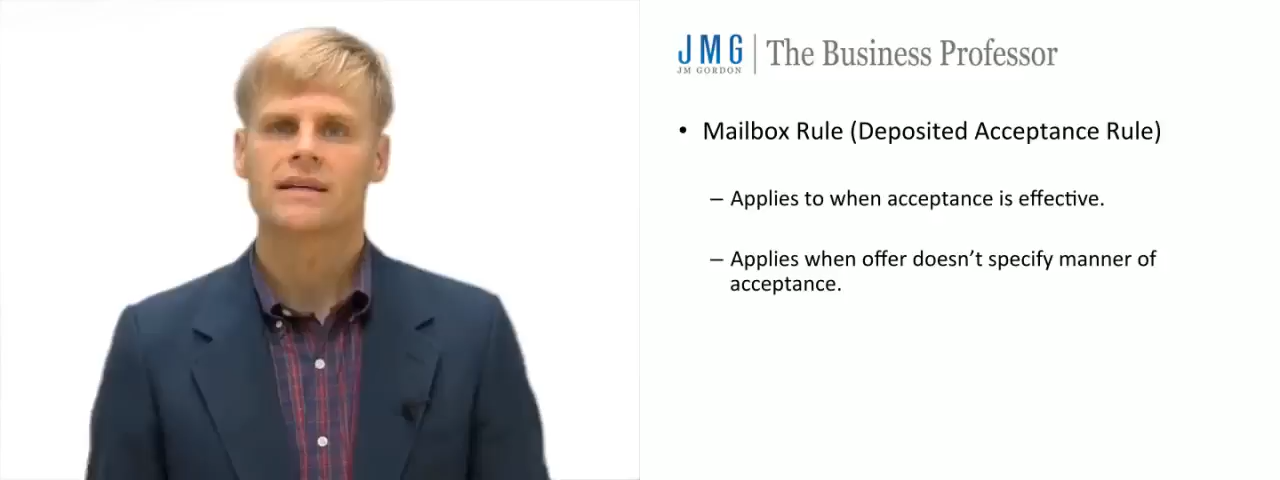 JMG
JM GORDON
The Business Professor
• Mailbox Rule (Deposited Acceptance Rule)
– Applies to when acceptance is effective.
– Applies when offer doesn’t specify manner of
acceptance.